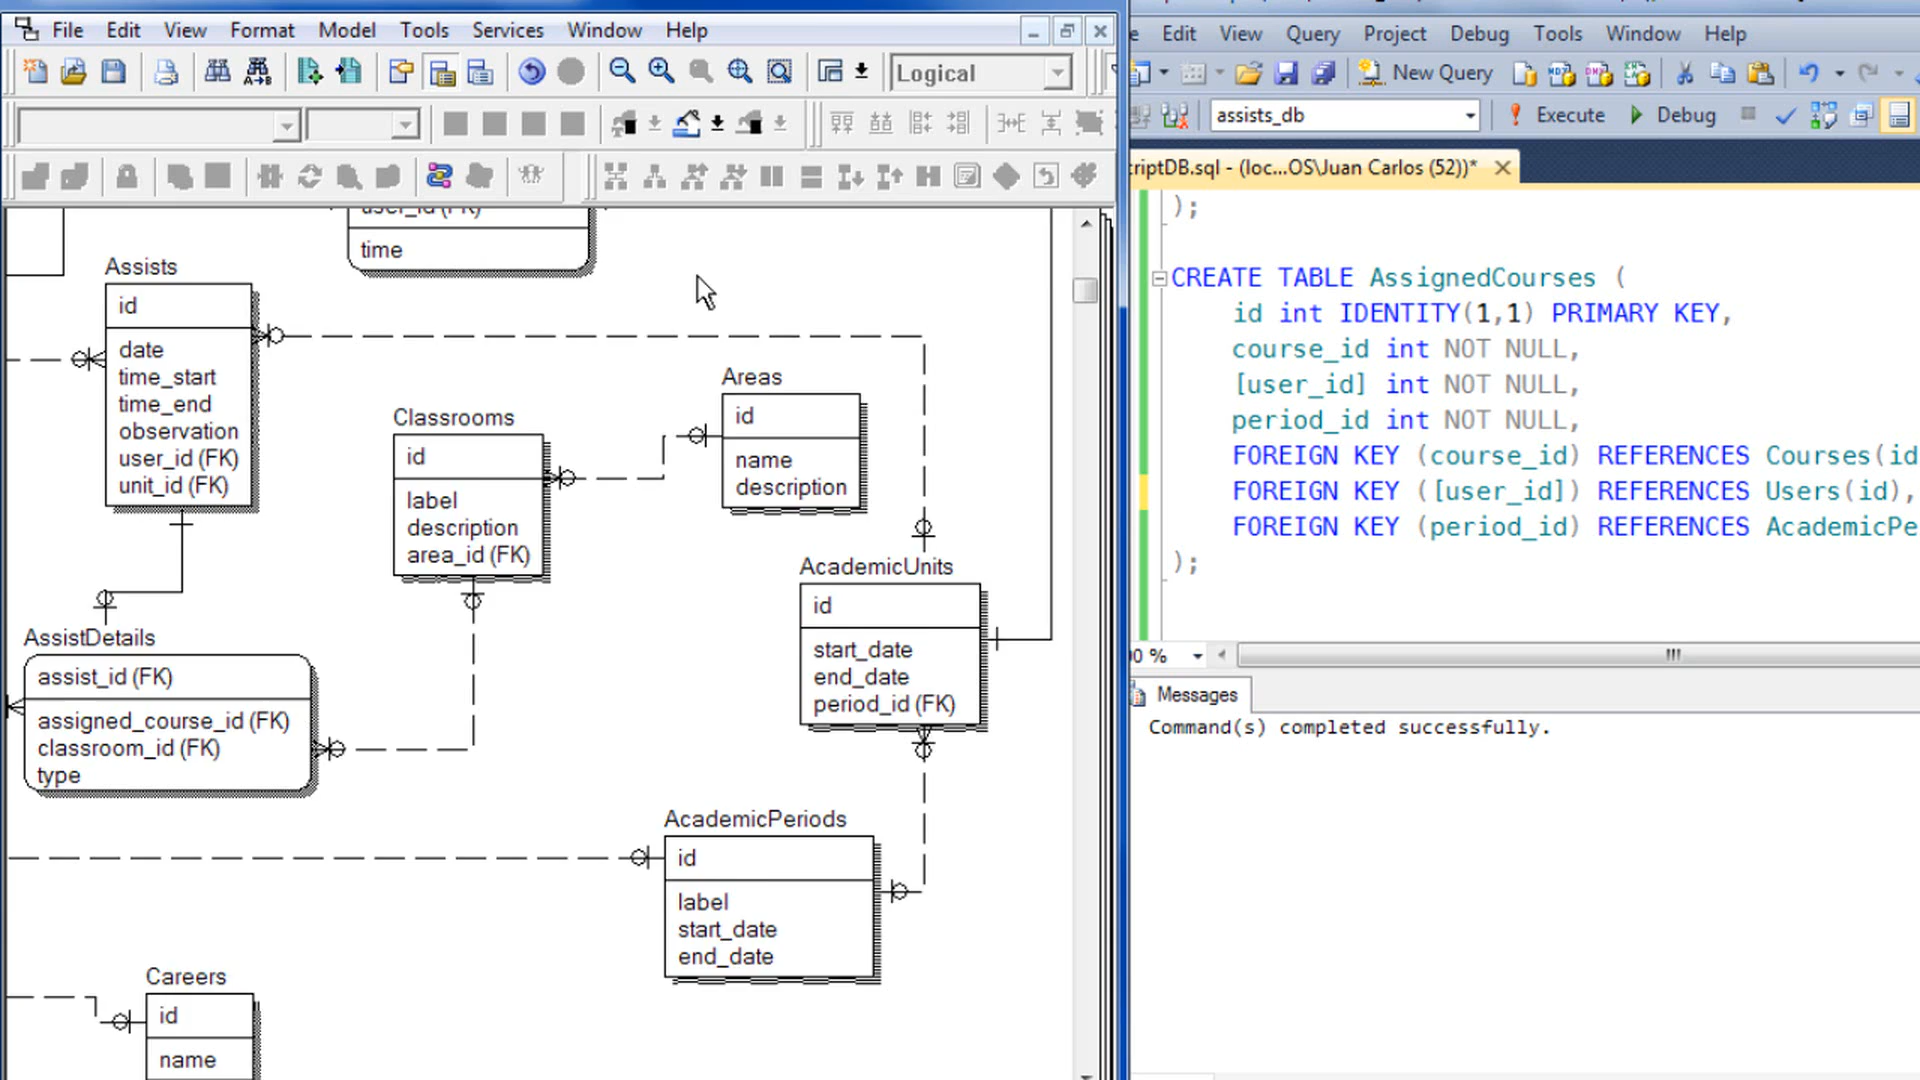 File Edit View Format Model Tools Services Window Help
Logical
user_id (FK)
time
Assists
id
date
time_start
time_end
observation
user_id (FK)
unit_id (FK)
Classrooms
id
label
description
area_id (FK)
Areas
id
name
description
AcademicUnits
id
start_date
end_date
period_id (FK)
AssistDetails
assist_id (FK)
assigned_course_id (FK)
classroom_id (FK)
type
AcademicPeriods
id
label
start_date
end_date
Careers
id
name
e Edit View Query Project Debug Tools Window Help
New Query
assists_db
Execute
Debug
criptDB.sql - (loc...OS\Juan Carlos (52))*
);
CREATE TABLE AssignedCourses (
id int IDENTITY(1,1) PRIMARY KEY,
course_id int NOT NULL,
[user_id] int NOT NULL,
period_id int NOT NULL,
FOREIGN KEY (course_id) REFERENCES Courses(id
FOREIGN KEY ([user_id]) REFERENCES Users(id),
FOREIGN KEY (period_id) REFERENCES AcademicPe
);
00 %
Messages
Command(s) completed successfully.